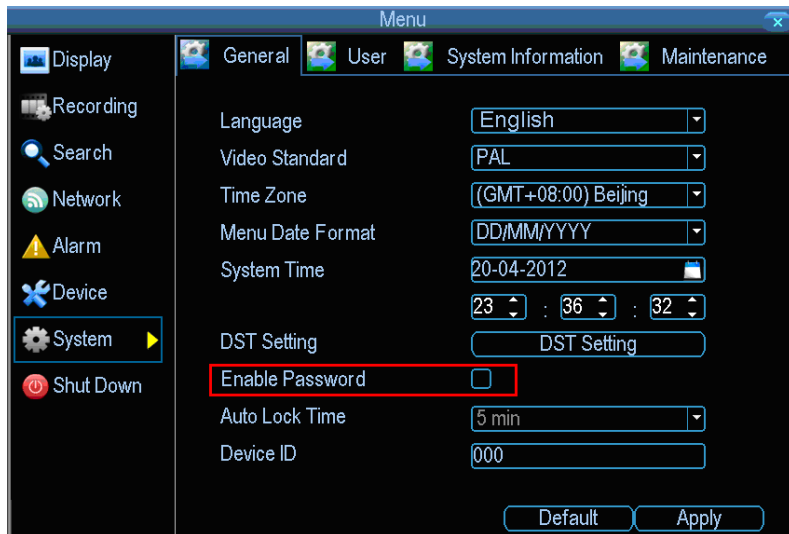 Menu
Display
Recording
Search
Network
Alarm
Device
System
Shut Down
General User System Information Maintenance
Language English
Video Standard PAL
Time Zone (GMT+08:00) Beijing
Menu Date Format DD/MM/YYYY
System Time 20-04-2012
23 : 36 : 32
DST Setting DST Setting
Enable Password
Auto Lock Time 5 min
Device ID 000
Default Apply